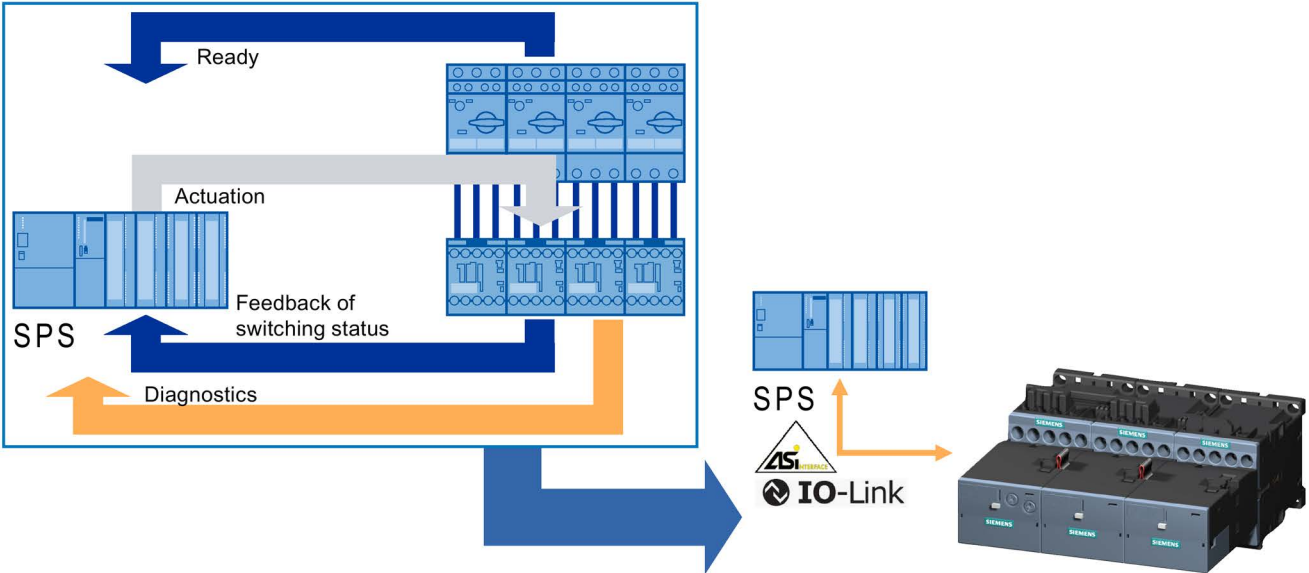 Ready
Actuation
Feedback of
switching status
SPS
Diagnostics
SPS
ASi
INTERFACE
IO-Link
SIEMENS
SIEMENS
SIEMENS
SIEMENS
SIEMENS
SIEMENS